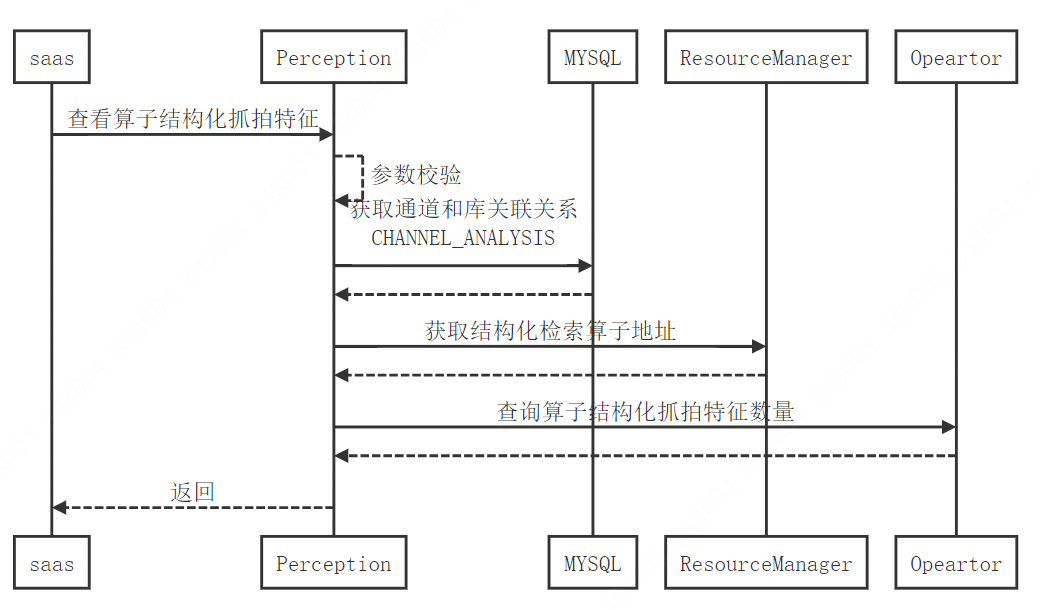 saas
Perception
MYSQL
ResourceManager
Opeartor
查看算子结构化抓拍特征
参数校验
获取通道和库关联关系
CHANNEL_ANALYSIS
获取结构化检索算子地址
查询算子结构化抓拍特征数量
返回
saas
Perception
MYSQL
ResourceManager
Opeartor